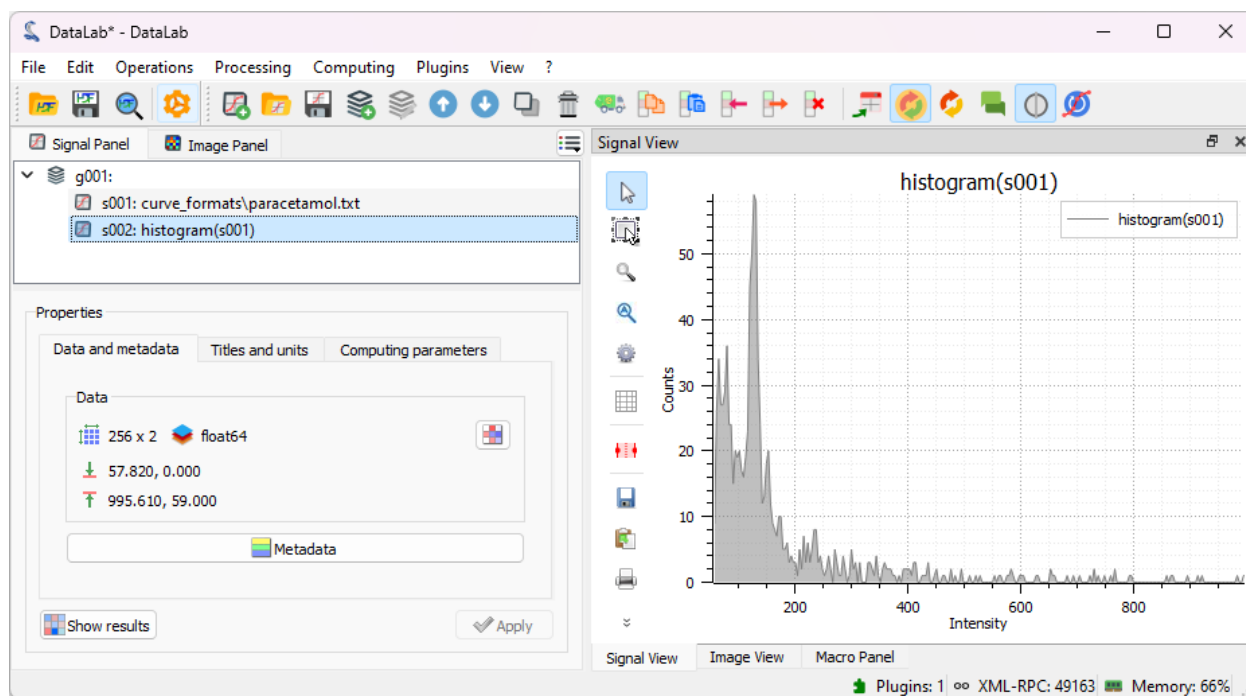 DataLab* - DataLab
File Edit Operations Processing Computing Plugins View ?
Signal Panel Image Panel
g001:
s001: curve_formats\paracetamol.txt
s002: histogram(s001)
Properties
Data and metadata Titles and units Computing parameters
Data
256 x 2 float64
57.820, 0.000
995.610, 59.000
Metadata
Show results Apply
Signal View
histogram(s001)
histogram(s001)
50
40
30
20
10
0
Counts
200 400 600 800
Intensity
Signal View Image View Macro Panel
Plugins: 1 XML-RPC: 49163 Memory: 66%